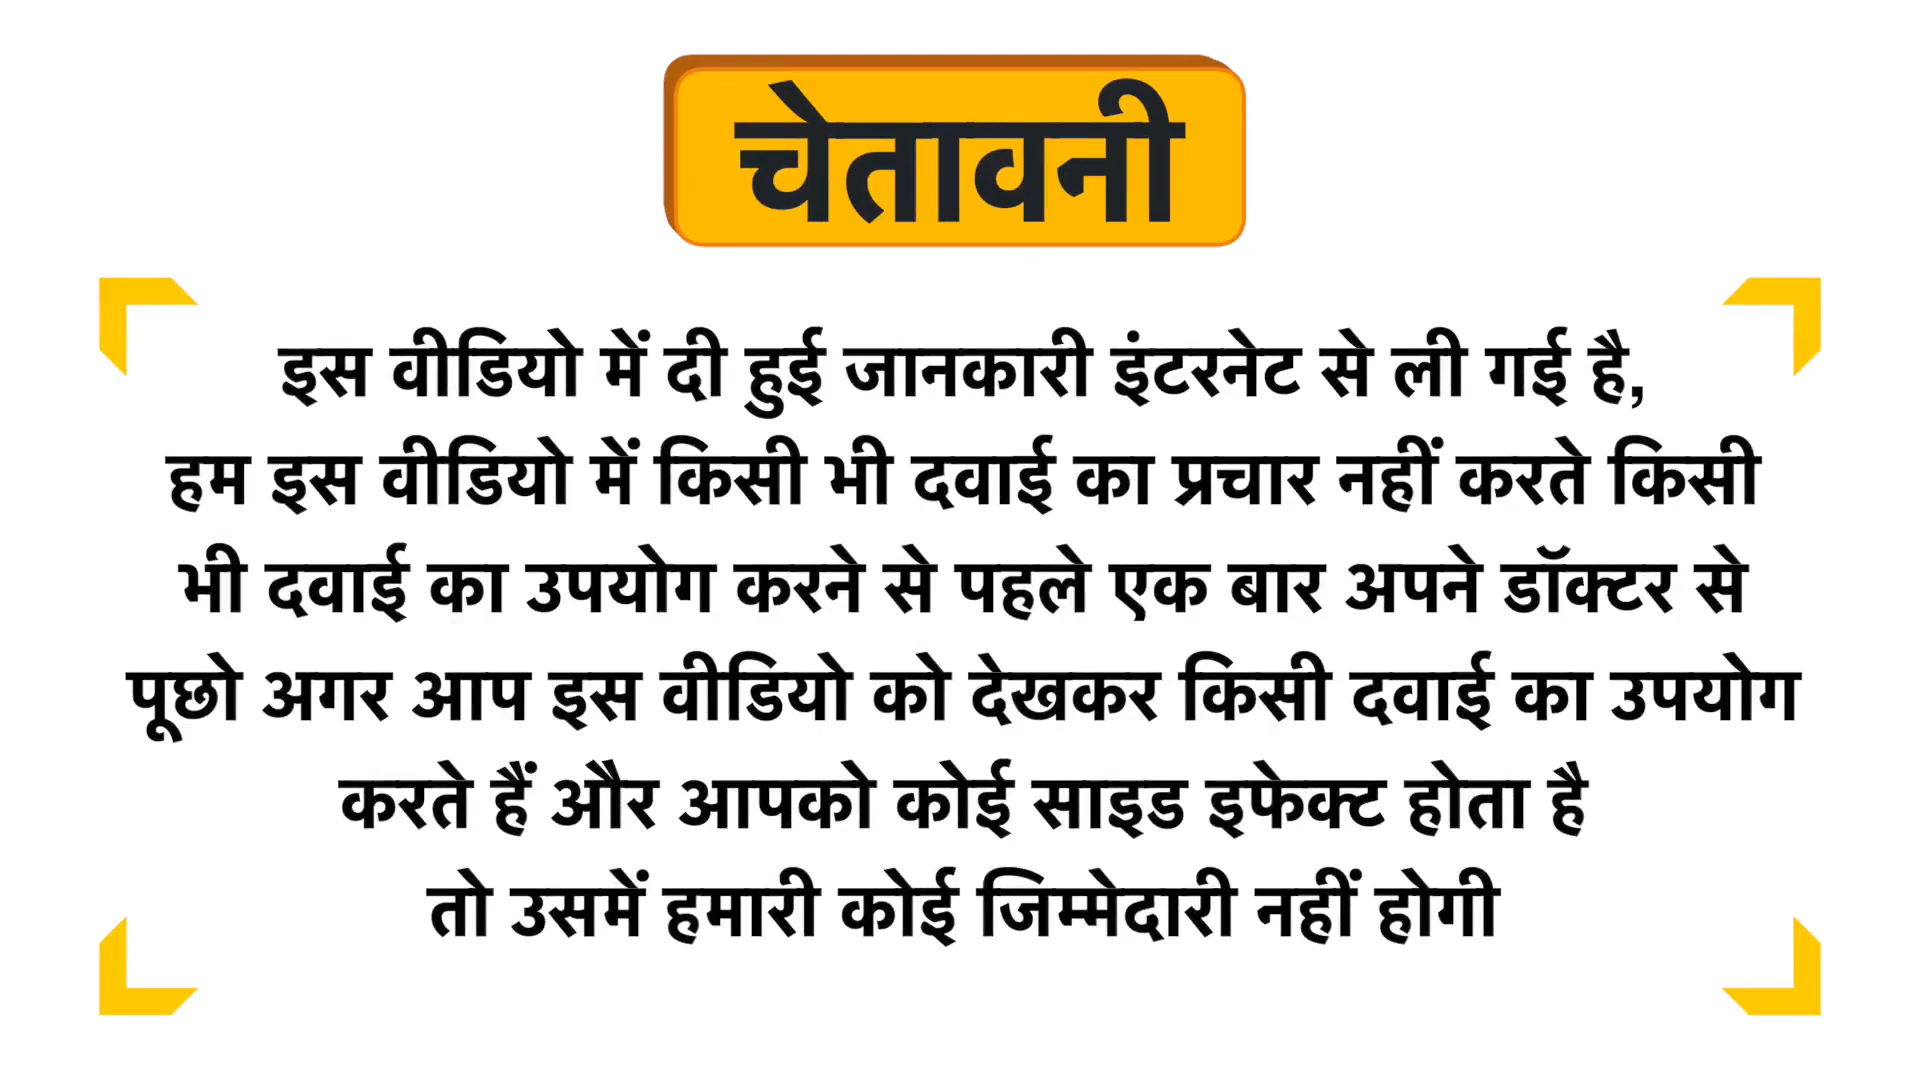 चेतावनी
इस वीडियो में दी हुई जानकारी इंटरनेट से ली गई है,
हम इस वीडियो में किसी भी दवाई का प्रचार नहीं करते किसी
भी दवाई का उपयोग करने से पहले एक बार अपने डॉक्टर से
पूछो अगर आप इस वीडियो को देखकर किसी दवाई का उपयोग
करते हैं और आपको कोई साइड इफेक्ट होता है
तो उसमें हमारी कोई जिम्मेदारी नहीं होगी